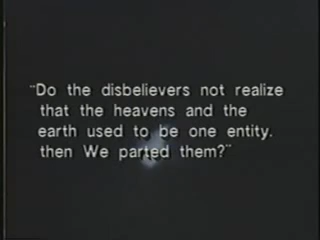 "Do the disbelievers not realize
that the heavens and the
earth used to be one entity.
then We parted them?"